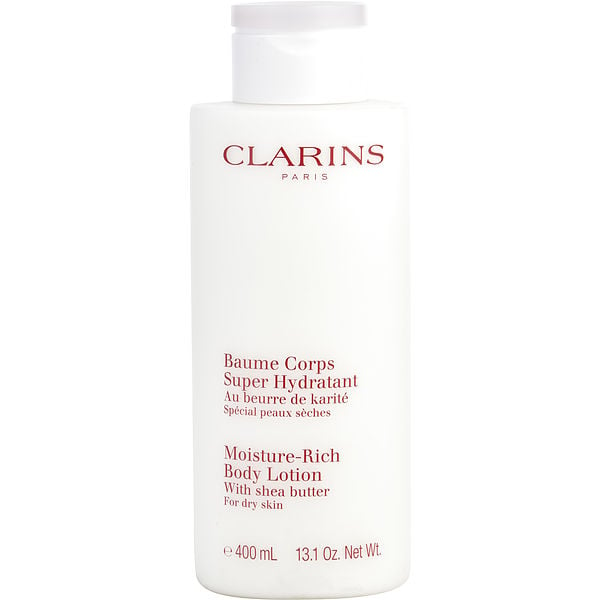 CLARINS
PARIS
Baume Corps
Super Hydratant
Au beurre de karité
Spécial peaux sèches
Moisture-Rich
Body Lotion
With shea butter
For dry skin
℮ 400 mL 13.1 Oz. Net Wt.